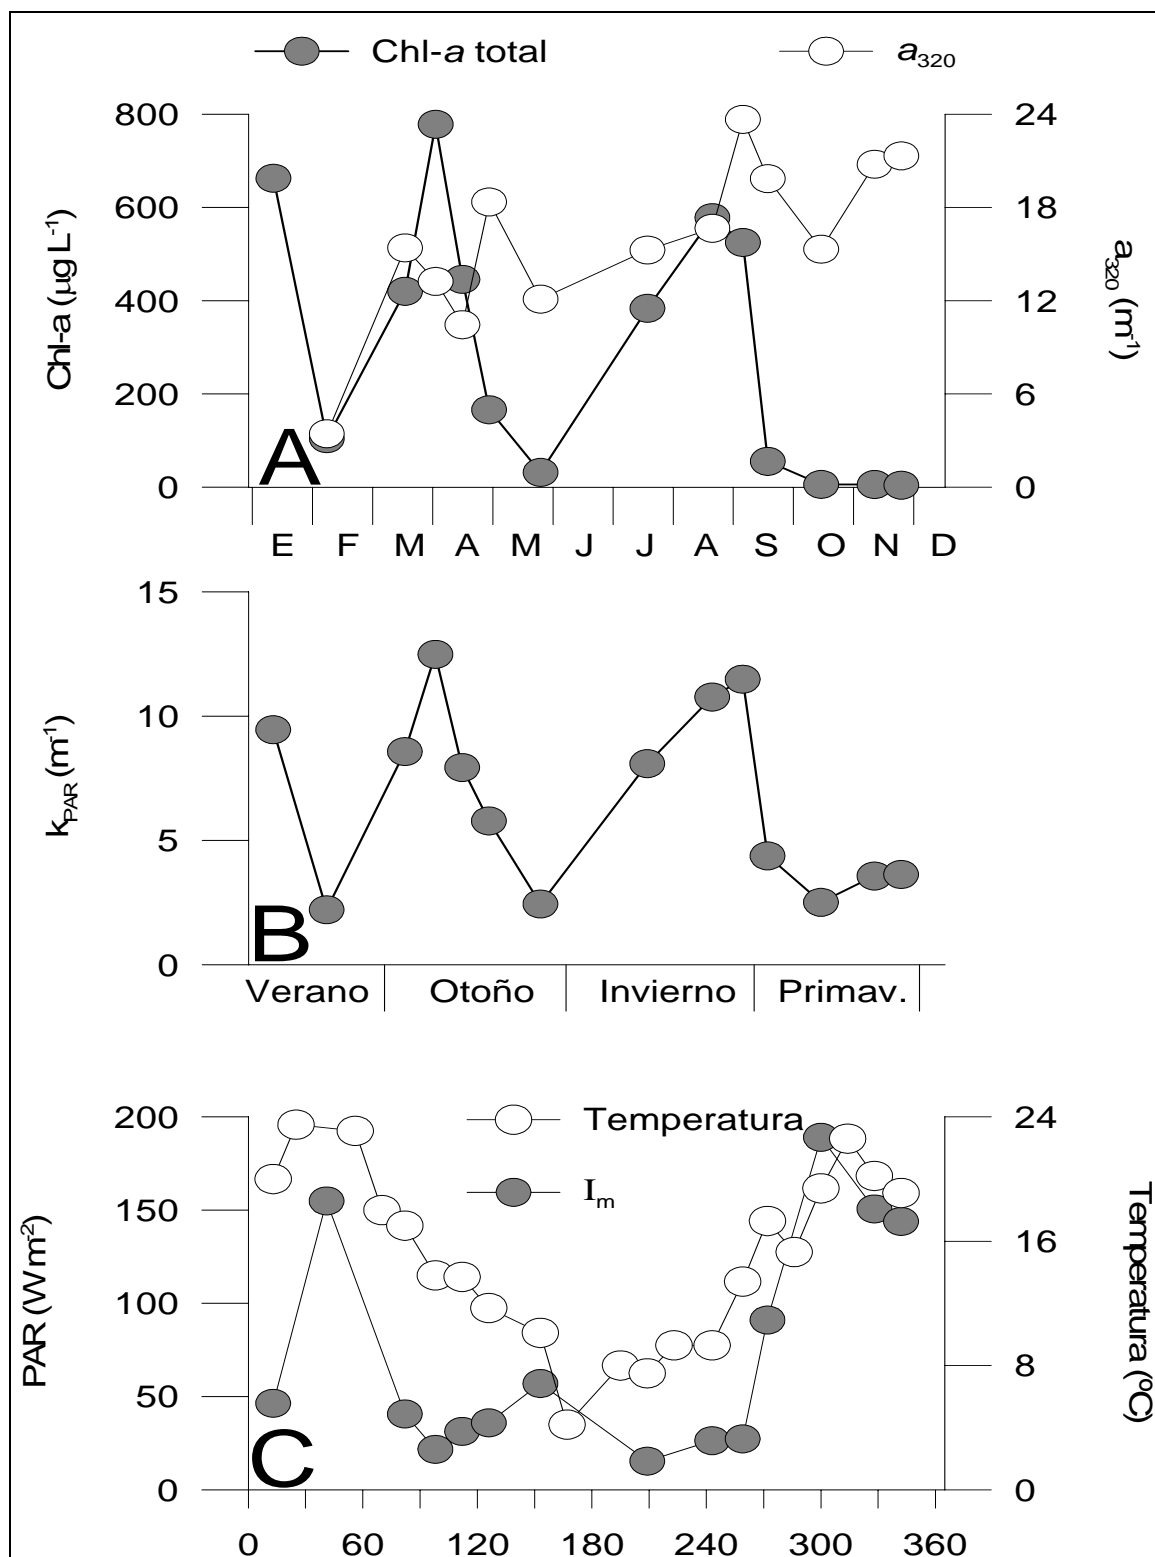 Chl-a total a320
800 24
600 18
400 12
200 6
0 0
Chl-a (µg L-1)
a320 (m-1)
A
E F M A M J J A S O N D
15
10
5
0
kPAR (m-1)
B
Verano Otoño Invierno Primav.
200 24
150
16
100
8
50
0 0
Temperatura
Im
PAR (W m-2)
Temperatura (ºC)
C
0 60 120 180 240 300 360